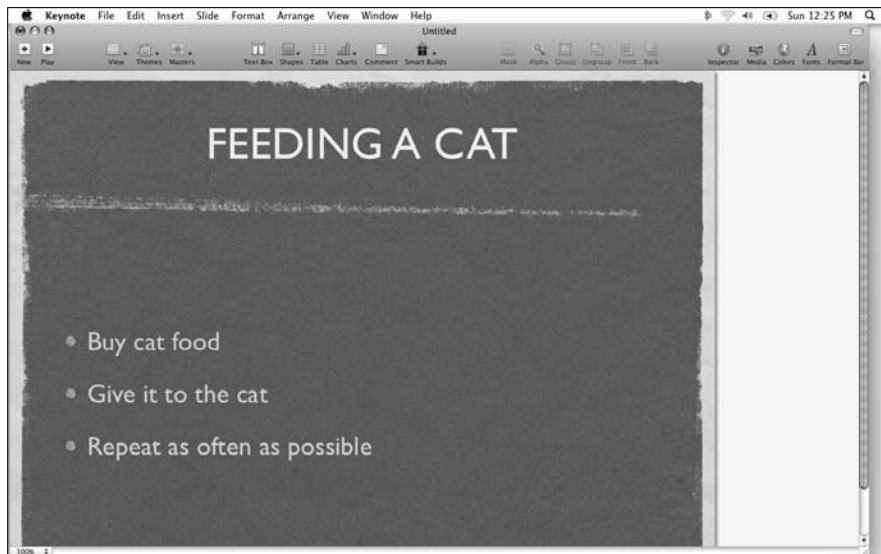 Keynote File Edit Insert Slide Format Arrange View Window Help Sun 12:25 PM
Untitled
New Play View Themes Masters Text Box Shapes Table Charts Comment Smart Builds Mask Alpha Group Ungroup Front Back Inspector Media Colors Fonts Format Bar
FEEDING A CAT
Buy cat food
Give it to the cat
Repeat as often as possible
100%